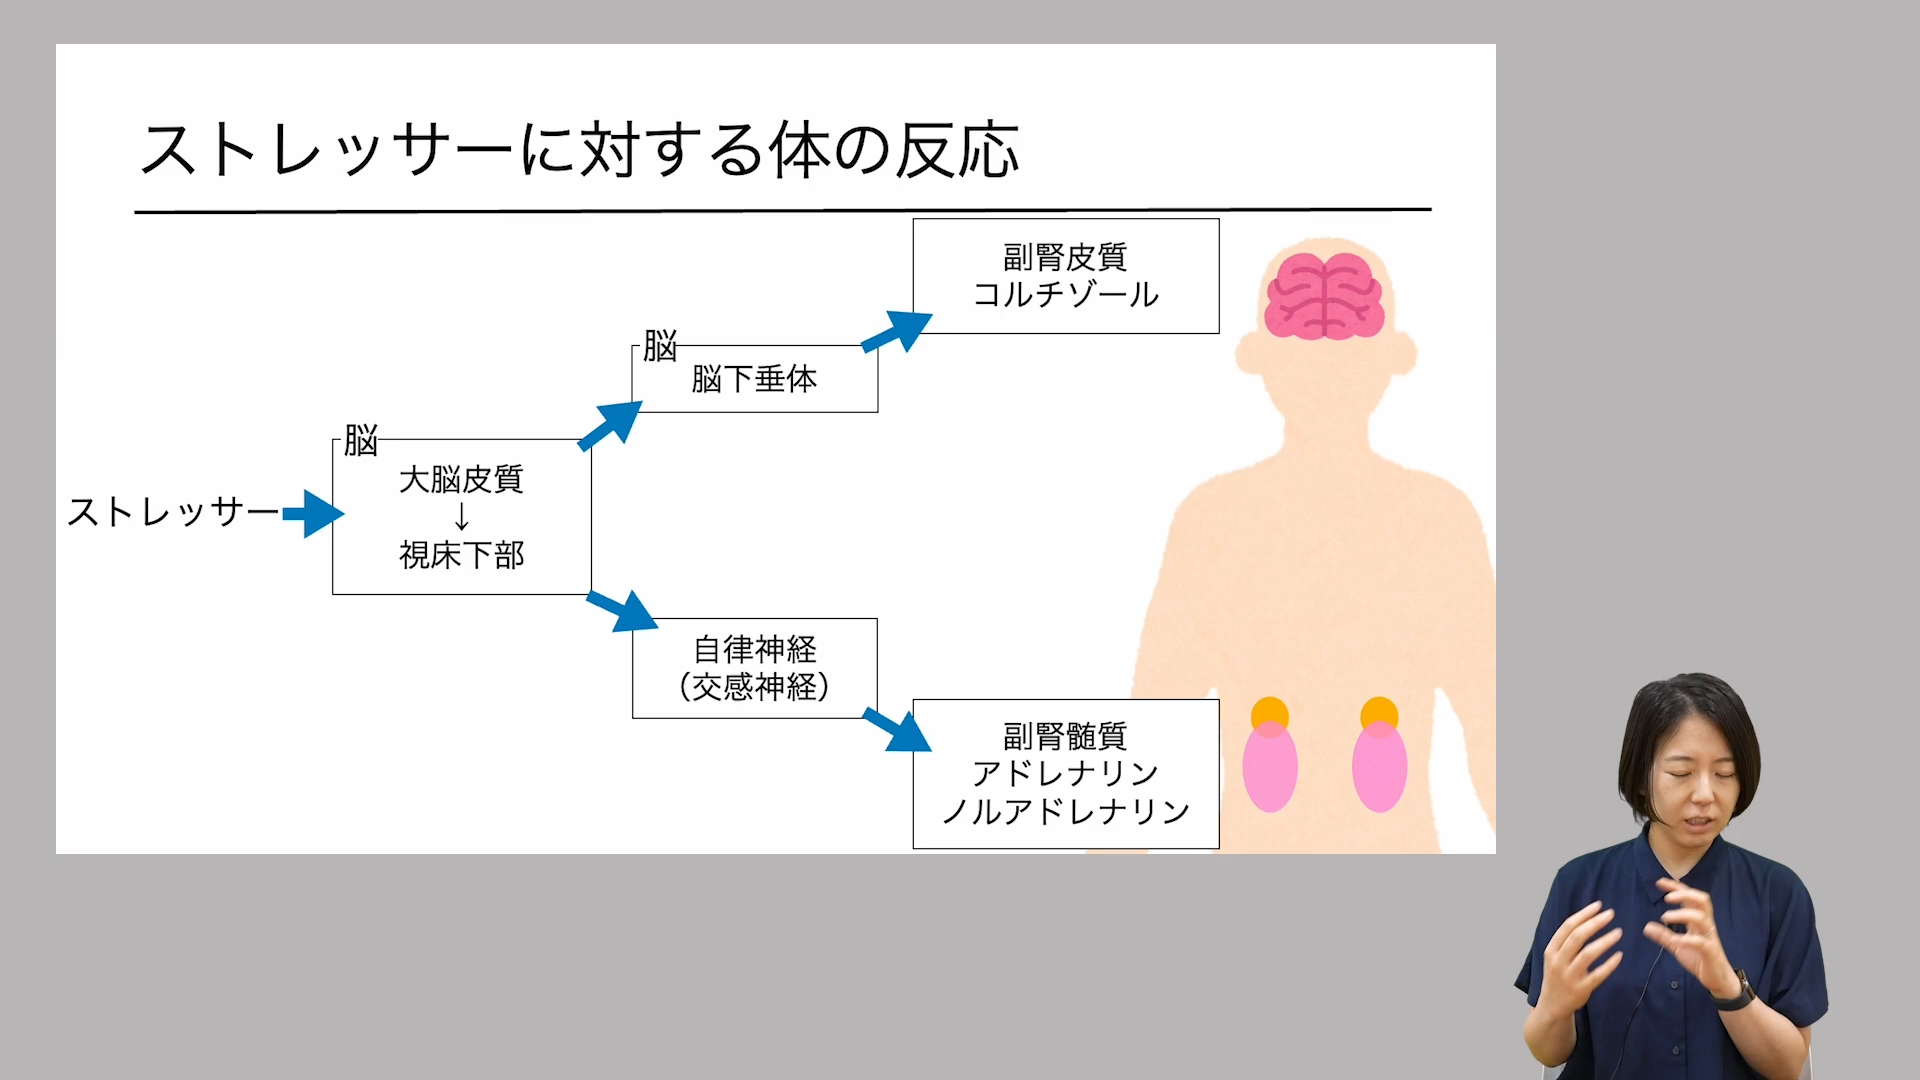 ストレッサーに対する体の反応
副腎皮質
コルチゾール
脳
脳下垂体
脳
大脳皮質
↓
視床下部
ストレッサー
自律神経
（交感神経）
副腎髄質
アドレナリン
ノルアドレナリン